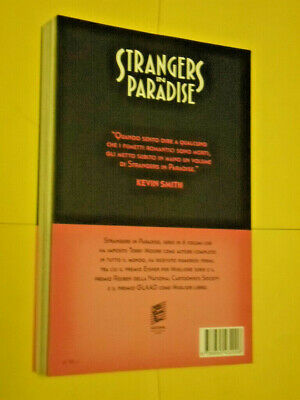 STRANGERS
IN
PARADISE
"QUANDO SENTO DIRE A QUALCUNO
CHE I FUMETTI ROMANTICI SONO MORTI,
GLI METTO SUBITO IN MANO UN VOLUME
DI STRANGERS IN PARADISE."
KEVIN SMITH
STRANGERS IN PARADISE, SERIE IN 6 VOLUMI CHE
HA IMPOSTO TERRY MOORE COME AUTORE COMPLETO
IN TUTTO IL MONDO, HA RICEVUTO NUMEROSI PREMI,
TRA CUI IL PREMIO EISNER PER MIGLIORE SERIE E IL
PREMIO REUBEN DELLA NATIONAL CARTOONISTS SOCIETY
E IL PREMIO GLAAD COME MIGLIOR LIBRO.